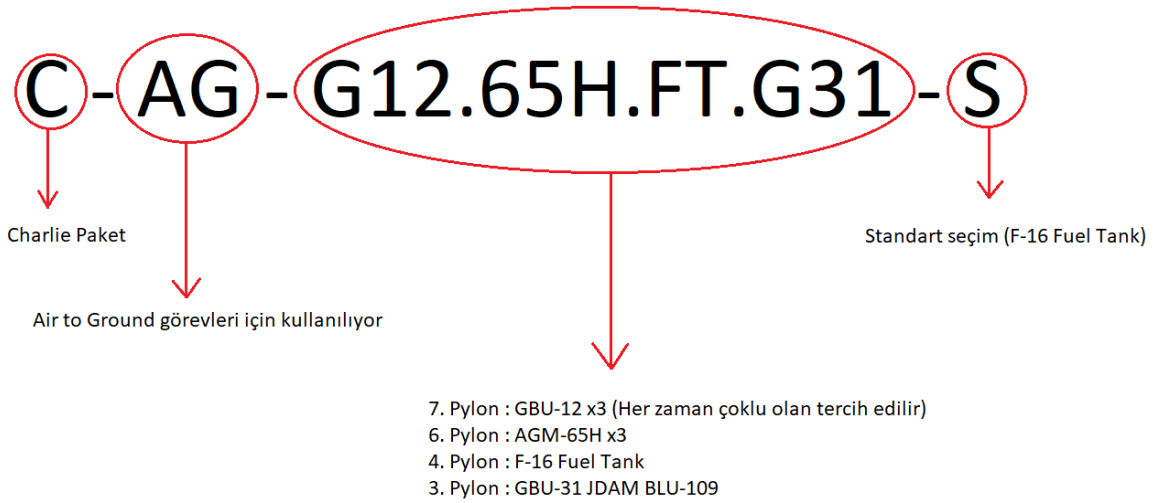 C-AG-G12.65H.FT.G31-S
Charlie Paket
Standart seçim (F-16 Fuel Tank)
Air to Ground görevleri için kullanılıyor
7. Pylon : GBU-12 x3 (Her zaman çoklu olan tercih edilir)
6. Pylon : AGM-65H x3
4. Pylon : F-16 Fuel Tank
3. Pylon : GBU-31 JDAM BLU-109